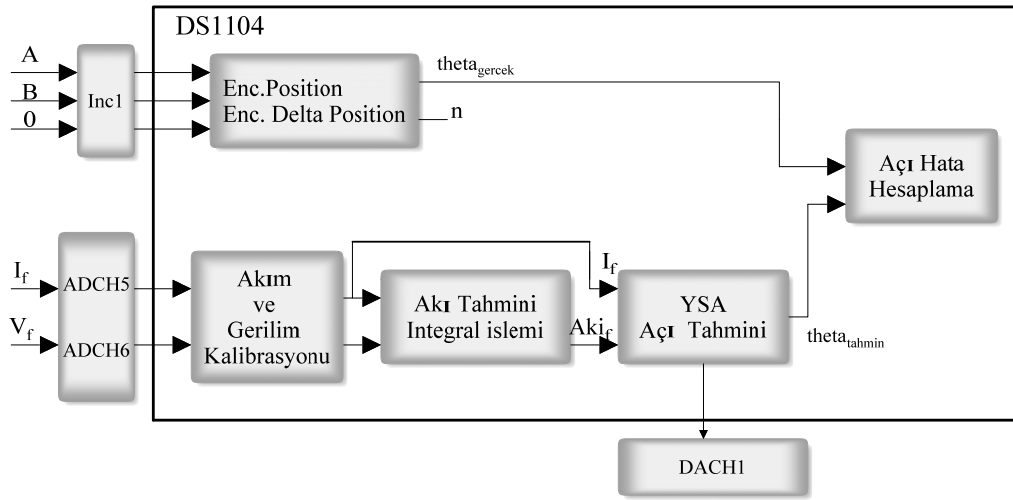 DS1104
A
B
0
Inc1
Enc.Position
Enc. Delta Position
theta_gercek
n
Açı Hata
Hesaplama
I_f
V_f
ADCH5
ADCH6
Akım
ve
Gerilim
Kalibrasyonu
Akı Tahmini
Integral islemi
I_f
Aki_f
YSA
Açı Tahmini
theta_tahmin
DACH1